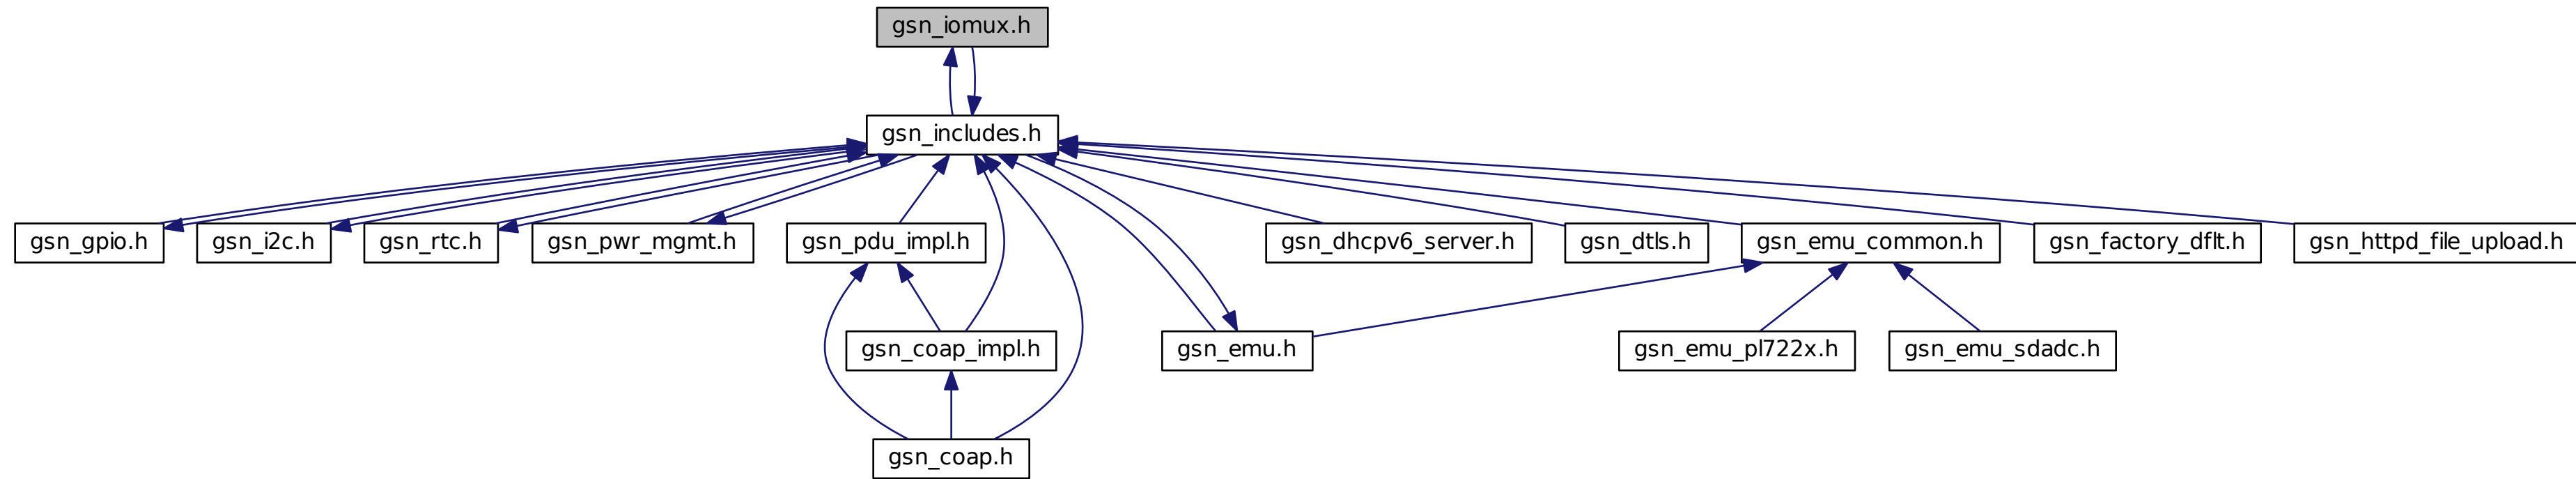 gsn_iomux.h
gsn_includes.h
gsn_gpio.h
gsn_i2c.h
gsn_rtc.h
gsn_pwr_mgmt.h
gsn_pdu_impl.h
gsn_dhcpv6_server.h
gsn_dtls.h
gsn_emu_common.h
gsn_factory_dflt.h
gsn_httpd_file_upload.h
gsn_coap_impl.h
gsn_emu.h
gsn_emu_pl722x.h
gsn_emu_sdadc.h
gsn_coap.h